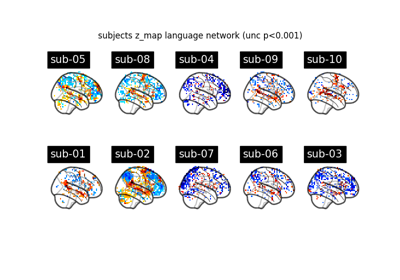 subjects z_map language network (unc p<0.001)
sub-05 sub-08 sub-04 sub-09 sub-10
sub-01 sub-02 sub-07 sub-06 sub-03